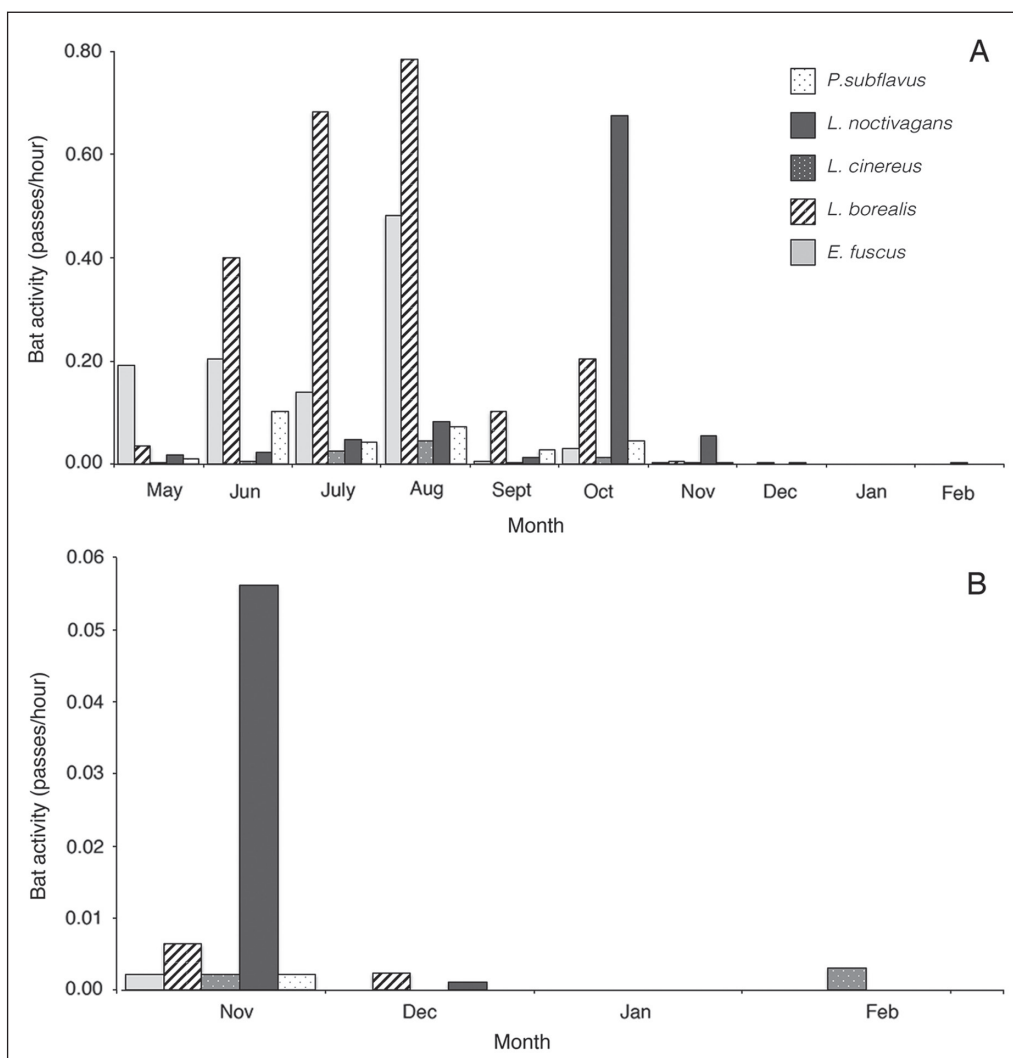 A
0.80
0.60
0.40
0.20
0.00
Bat activity (passes/hour)
P.subflavus
L. noctivagans
L. cinereus
L. borealis
E. fuscus
May Jun July Aug Sept Oct Nov Dec Jan Feb
Month
B
0.06
0.05
0.04
0.03
0.02
0.01
0.00
Bat activity (passes/hour)
Nov Dec Jan Feb
Month